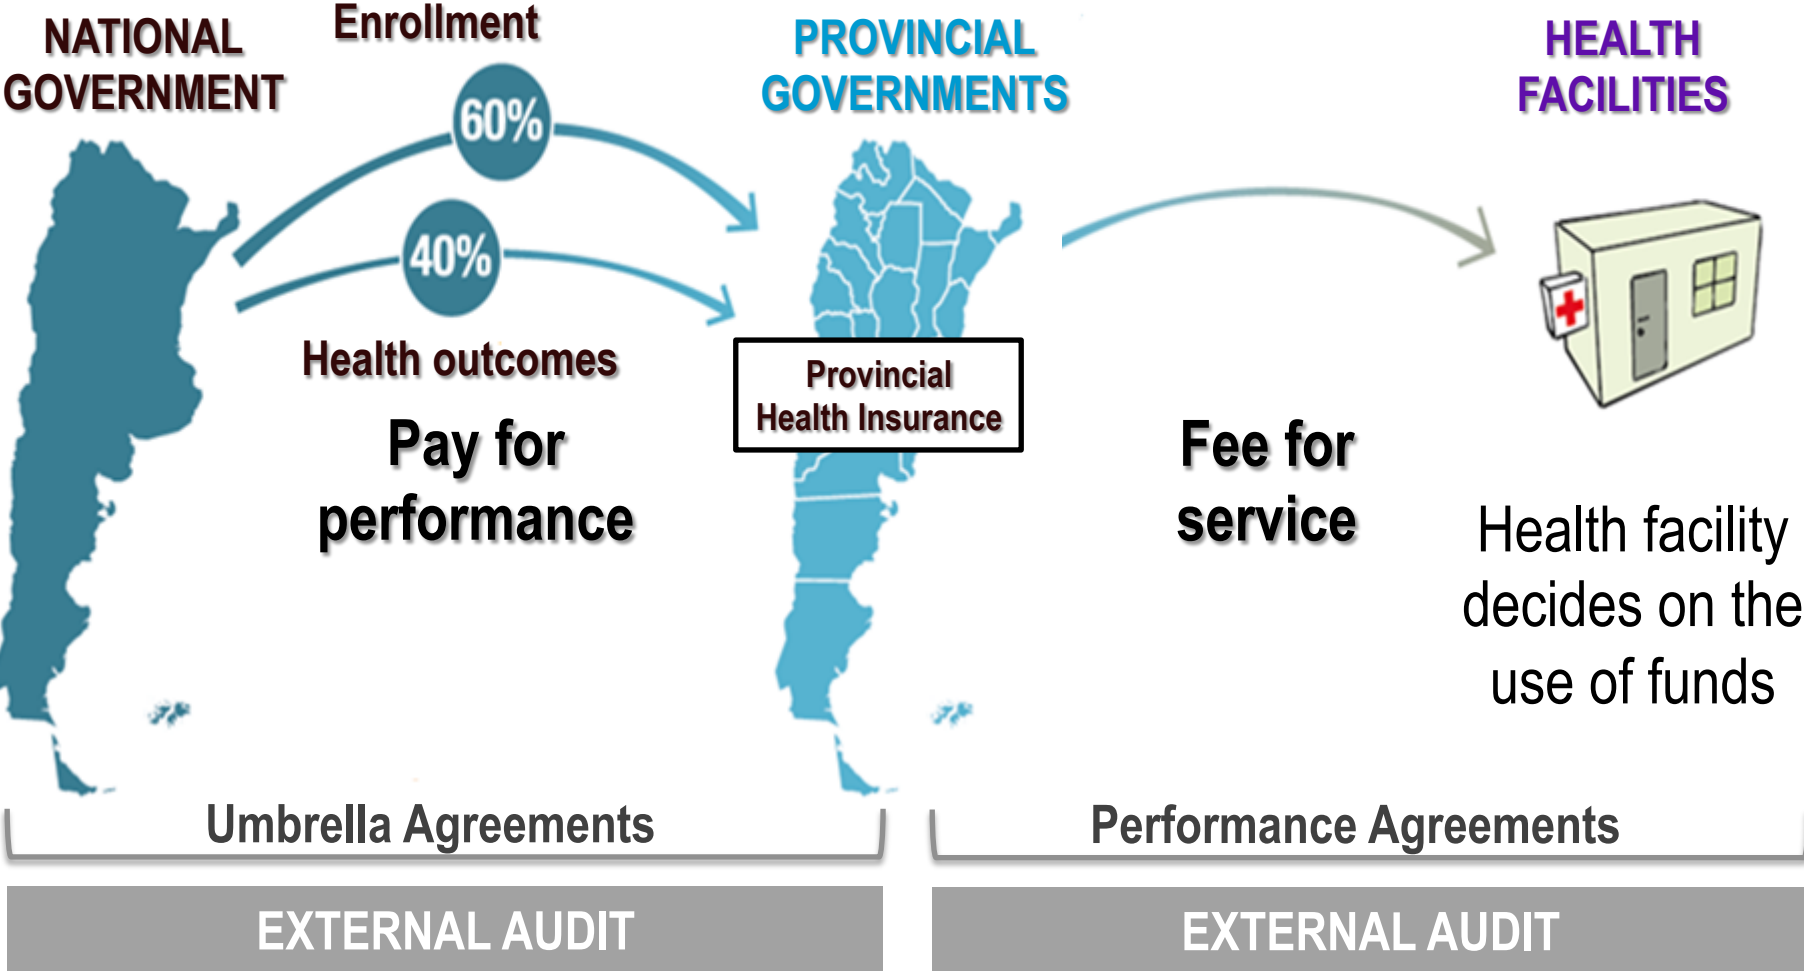 NATIONAL
GOVERNMENT
Enrollment
60%
40%
Health outcomes
Pay for
performance
PROVINCIAL
GOVERNMENTS
Provincial
Health Insurance
Fee for
service
HEALTH
FACILITIES
Health facility
decides on the
use of funds
Umbrella Agreements
Performance Agreements
EXTERNAL AUDIT
EXTERNAL AUDIT